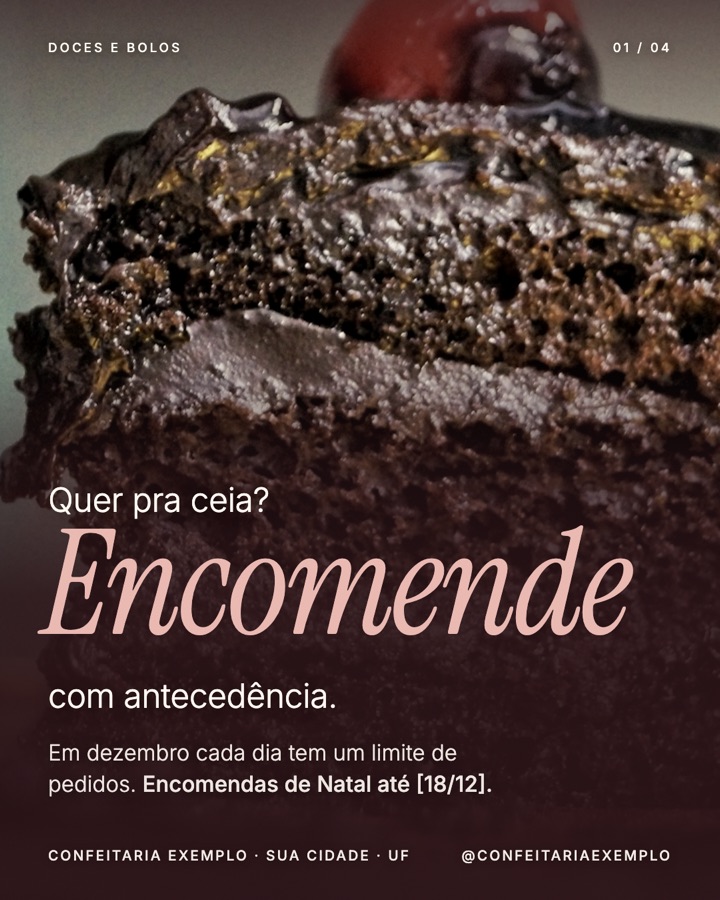 DOCES E BOLOS
01 / 04
Quer pra ceia?
Encomende
com antecedência.
Em dezembro cada dia tem um limite de
pedidos. Encomendas de Natal até [18/12].
CONFEITARIA EXEMPLO · SUA CIDADE · UF
@CONFEITARIAEXEMPLO